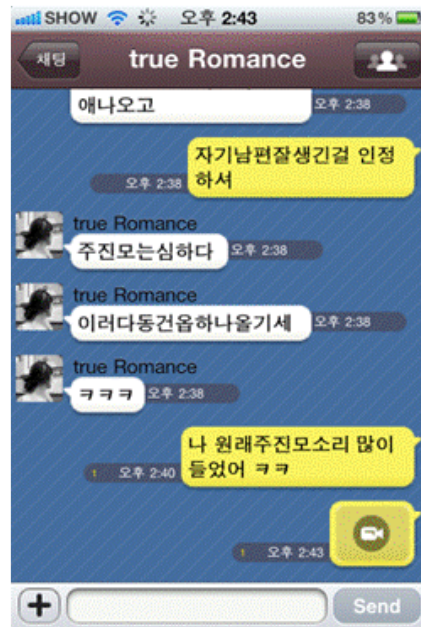 SHOW 오후 2:43 83%
채팅 true Romance
애나오고 오후 2:38
자기남편잘생긴걸 인정
하셔
오후 2:38
true Romance
주진모는심하다 오후 2:38
true Romance
이러다동건옵하나올기세 오후 2:38
true Romance
ㅋㅋㅋ 오후 2:38
나 원래주진모소리 많이
들었어 ㅋㅋ
1 오후 2:40
1 오후 2:43
Send